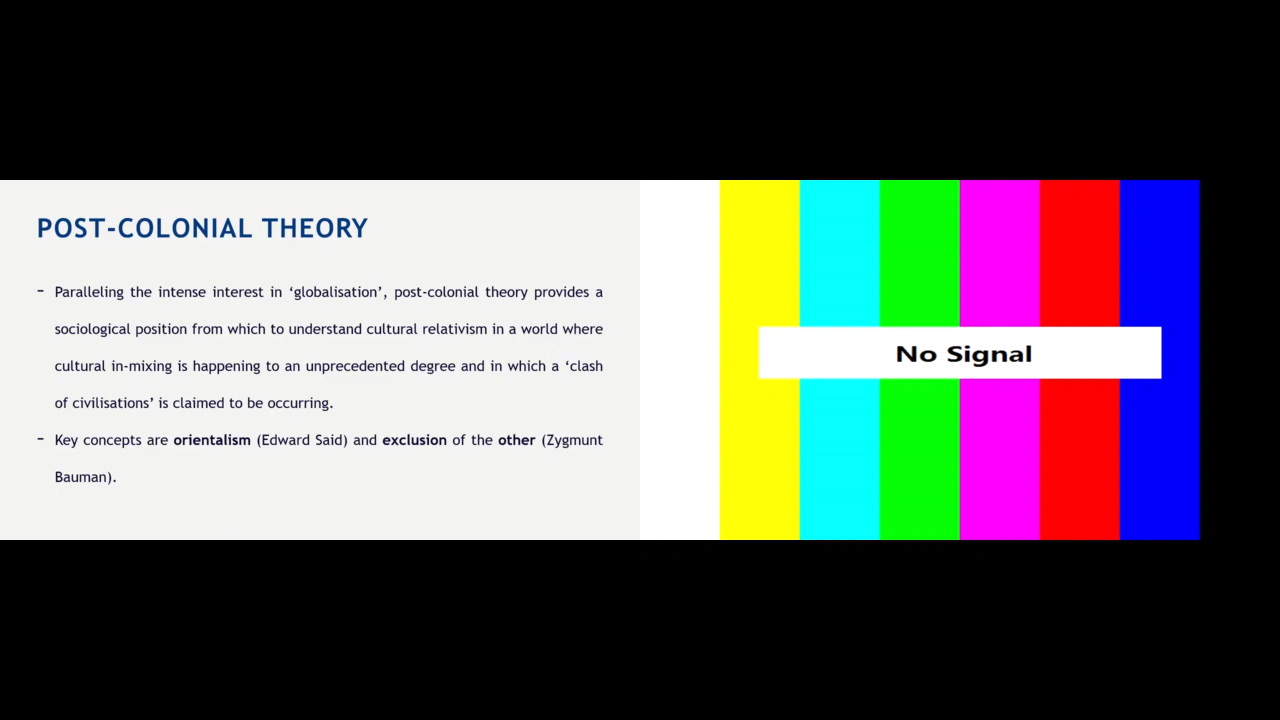 POST-COLONIAL THEORY
- Paralleling the intense interest in ‘globalisation’, post-colonial theory provides a
sociological position from which to understand cultural relativism in a world where
cultural in-mixing is happening to an unprecedented degree and in which a ‘clash
of civilisations’ is claimed to be occurring.
- Key concepts are orientalism (Edward Said) and exclusion of the other (Zygmunt
Bauman).
No Signal